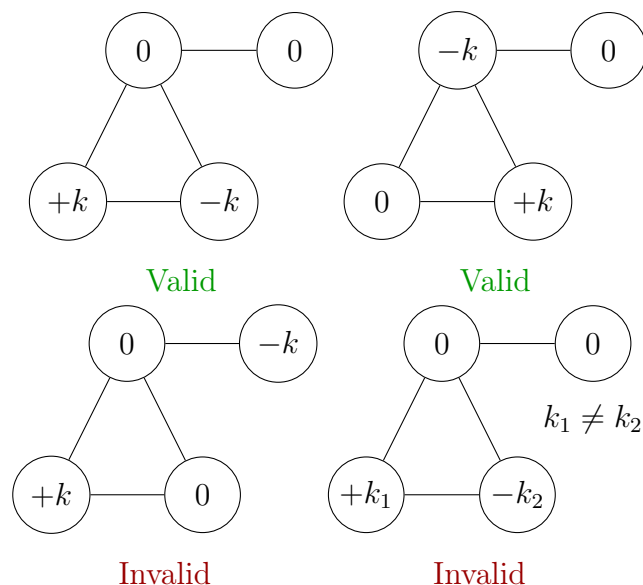 0 0
+k −k
Valid
−k 0
0 +k
Valid
0 −k
+k 0
Invalid
0 0
k₁ ≠ k₂
+k₁ −k₂
Invalid